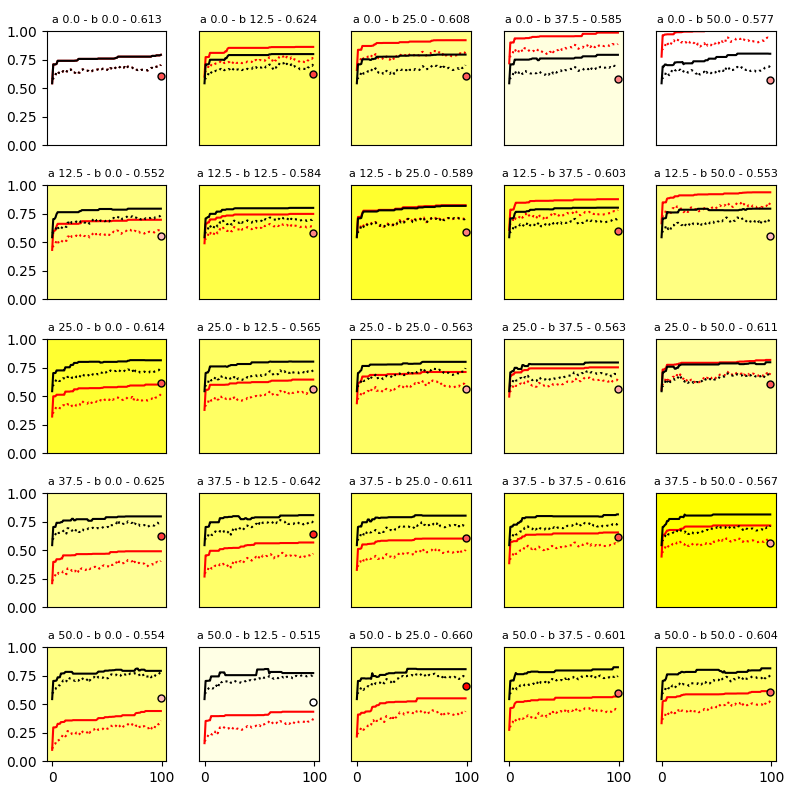 a 0.0 - b 0.0 - 0.613
a 0.0 - b 12.5 - 0.624
a 0.0 - b 25.0 - 0.608
a 0.0 - b 37.5 - 0.585
a 0.0 - b 50.0 - 0.577
1.00
0.75
0.50
0.25
0.00
a 12.5 - b 0.0 - 0.552
a 12.5 - b 12.5 - 0.584
a 12.5 - b 25.0 - 0.589
a 12.5 - b 37.5 - 0.603
a 12.5 - b 50.0 - 0.553
1.00
0.75
0.50
0.25
0.00
a 25.0 - b 0.0 - 0.614
a 25.0 - b 12.5 - 0.565
a 25.0 - b 25.0 - 0.563
a 25.0 - b 37.5 - 0.563
a 25.0 - b 50.0 - 0.611
1.00
0.75
0.50
0.25
0.00
a 37.5 - b 0.0 - 0.625
a 37.5 - b 12.5 - 0.642
a 37.5 - b 25.0 - 0.611
a 37.5 - b 37.5 - 0.616
a 37.5 - b 50.0 - 0.567
1.00
0.75
0.50
0.25
0.00
a 50.0 - b 0.0 - 0.554
a 50.0 - b 12.5 - 0.515
a 50.0 - b 25.0 - 0.660
a 50.0 - b 37.5 - 0.601
a 50.0 - b 50.0 - 0.604
1.00
0.75
0.50
0.25
0.00
0 100
0 100
0 100
0 100
0 100